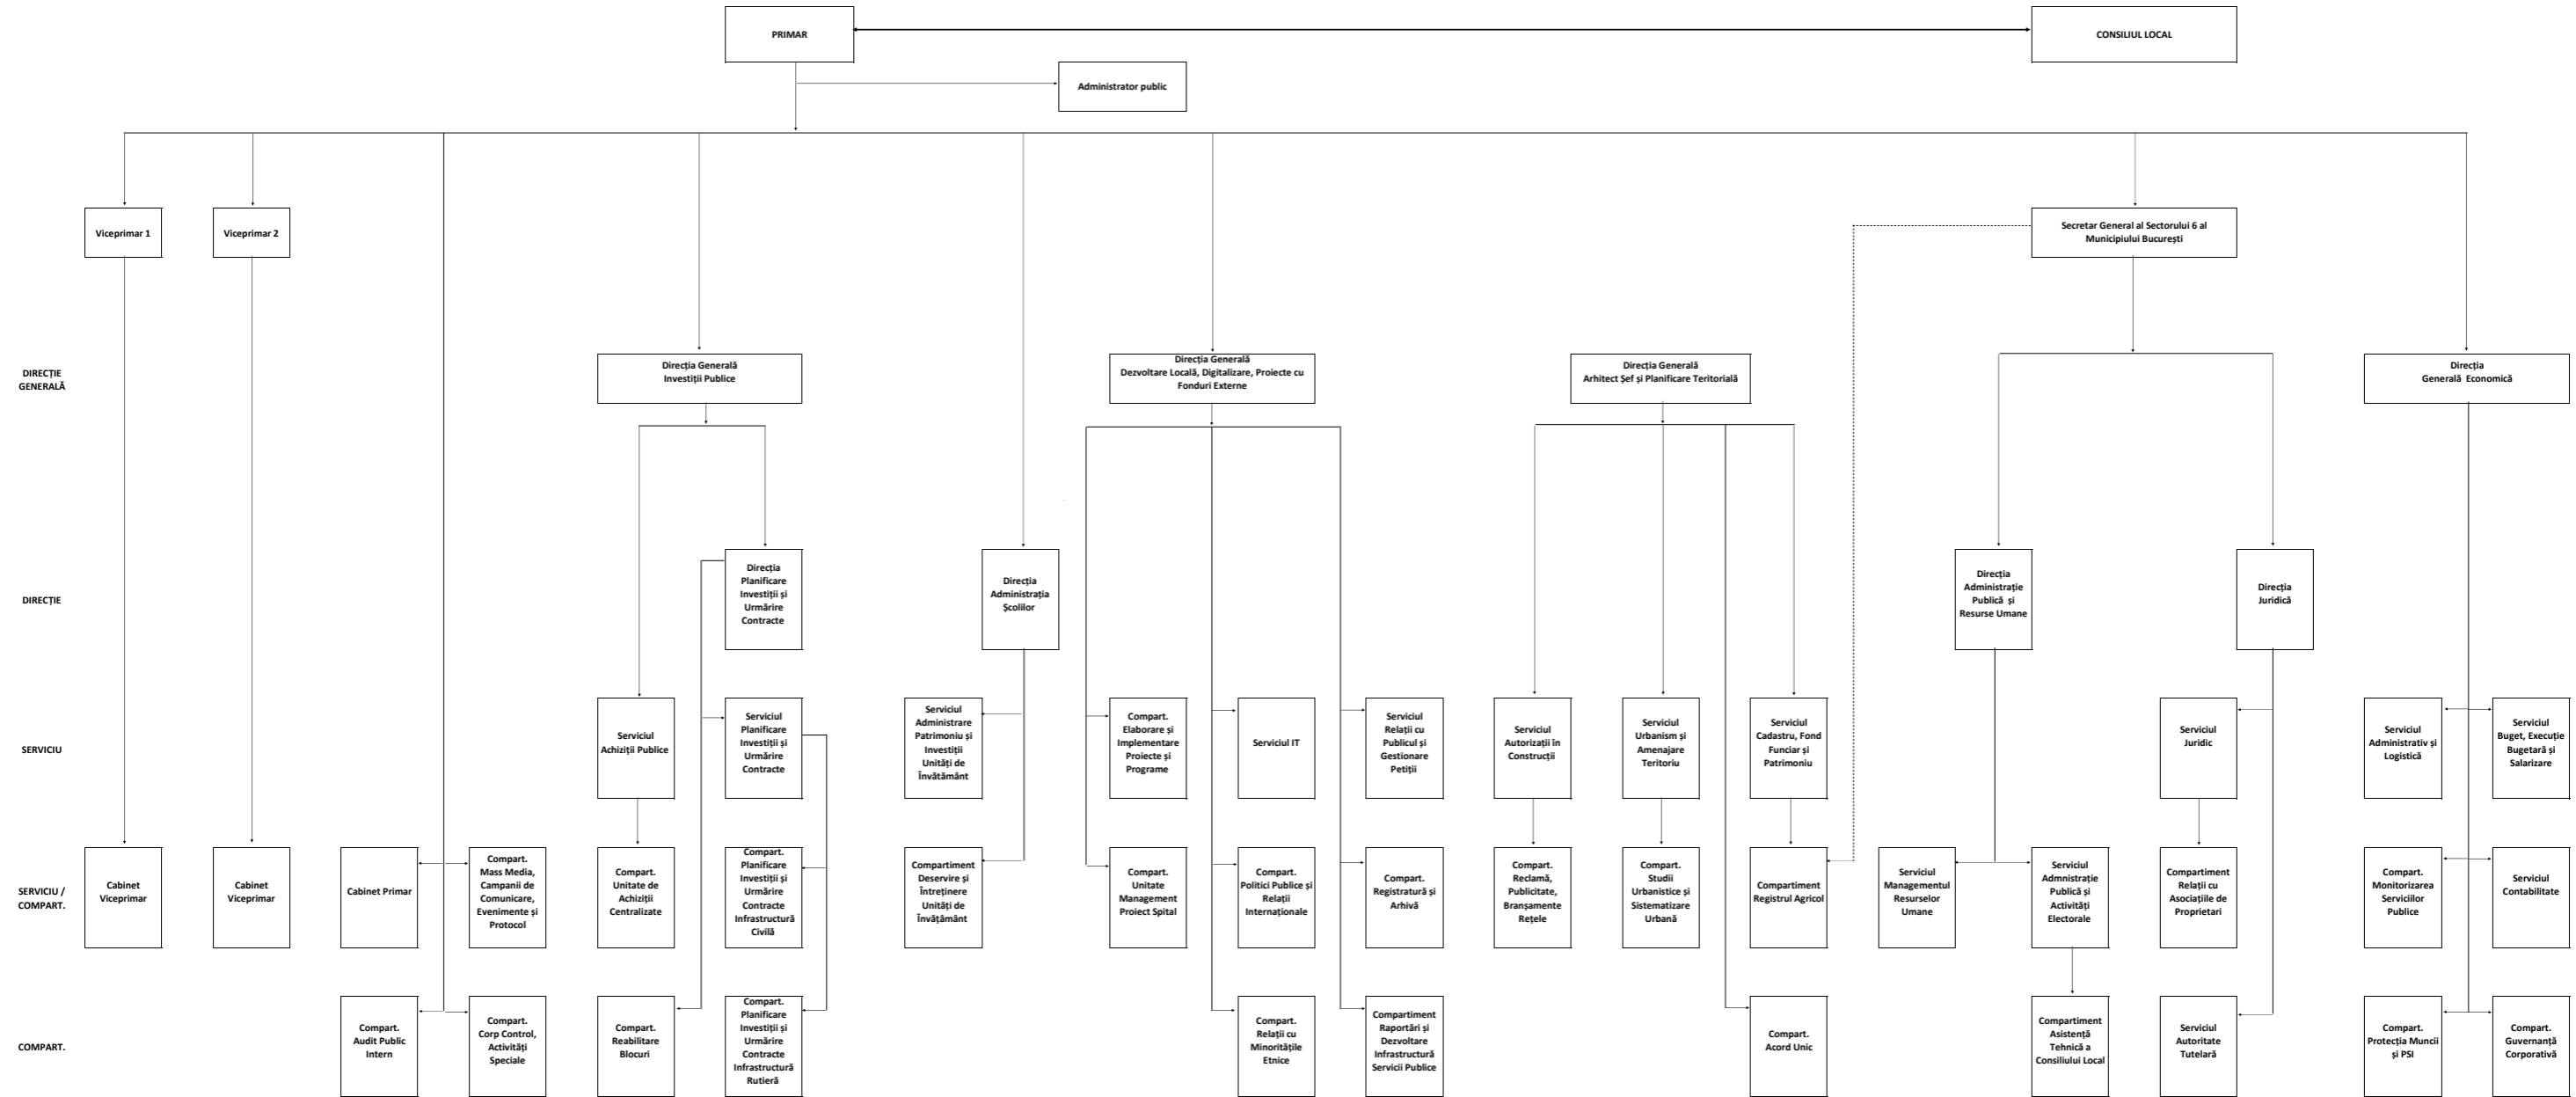 PRIMAR
CONSILIUL LOCAL
Administrator public
Viceprimar 1
Viceprimar 2
Secretar General al Sectorului 6 al
Municipiului București
DIRECȚIE
GENERALĂ
Direcția Generală
Investiții Publice
Direcția Generală
Dezvoltare Locală, Digitalizare, Proiecte cu
Fonduri Externe
Direcția Generală
Arhitect Șef și Planificare Teritorială
Direcția
Generală Economică
DIRECȚIE
Direcția
Planificare
Investiții și
Urmărire
Contracte
Direcția
Administrația
Școlilor
Direcția
Administrație
Publică și
Resurse Umane
Direcția
Juridică
SERVICIU
Serviciul
Achiziții Publice
Serviciul
Planificare
Investiții și
Urmărire
Contracte
Serviciul
Administrare
Patrimoniu și
Investiții
Unități de
Învătământ
Compart.
Elaborare și
Implementare
Proiecte și
Programe
Serviciul IT
Serviciul
Relații cu
Publicul și
Gestionare
Petiții
Serviciul
Autorizații în
Construcții
Serviciul
Urbanism și
Amenajare
Teritoriu
Serviciul
Cadastru, Fond
Funciar și
Patrimoniu
Serviciul
Juridic
Serviciul
Administrativ și
Logistică
Serviciul
Buget, Execuție
Bugetară și
Salarizare
SERVICIU /
COMPART.
Cabinet
Viceprimar
Cabinet
Viceprimar
Cabinet Primar
Compart.
Mass Media,
Campanii de
Comunicare,
Evenimente și
Protocol
Compart.
Unitate de
Achiziții
Centralizate
Compart.
Planificare
Investiții și
Urmărire
Contracte
Infrastructură
Civilă
Compartiment
Deservire și
Întreținere
Unități de
Învățământ
Compart.
Unitate
Management
Proiect Spital
Compart.
Politici Publice și
Relații
Internaționale
Compart.
Registratură și
Arhivă
Compart.
Reclamă,
Publicitate,
Branșamente
Rețele
Compart.
Studii
Urbanistice și
Sistematizare
Urbană
Compartiment
Registrul Agricol
Serviciul
Managementul
Resurselor
Umane
Serviciul
Admnistrație
Publică și
Activități
Electorale
Compartiment
Relații cu
Asociațiile de
Proprietari
Compart.
Monitorizarea
Serviciilor
Publice
Serviciul
Contabilitate
COMPART.
Compart.
Audit Public
Intern
Compart.
Corp Control,
Activități
Speciale
Compart.
Reabilitare
Blocuri
Compart.
Planificare
Investiții și
Urmărire
Contracte
Infrastructură
Rutieră
Compart.
Relații cu
Minoritățile
Etnice
Compartiment
Raportări și
Dezvoltare
Infrastructură
Servicii Publice
Compart.
Acord Unic
Compartiment
Asistență
Tehnică a
Consiliului Local
Serviciul
Autoritate
Tutelară
Compart.
Protecția Muncii
și PSI
Compart.
Guvernanță
Corporativă